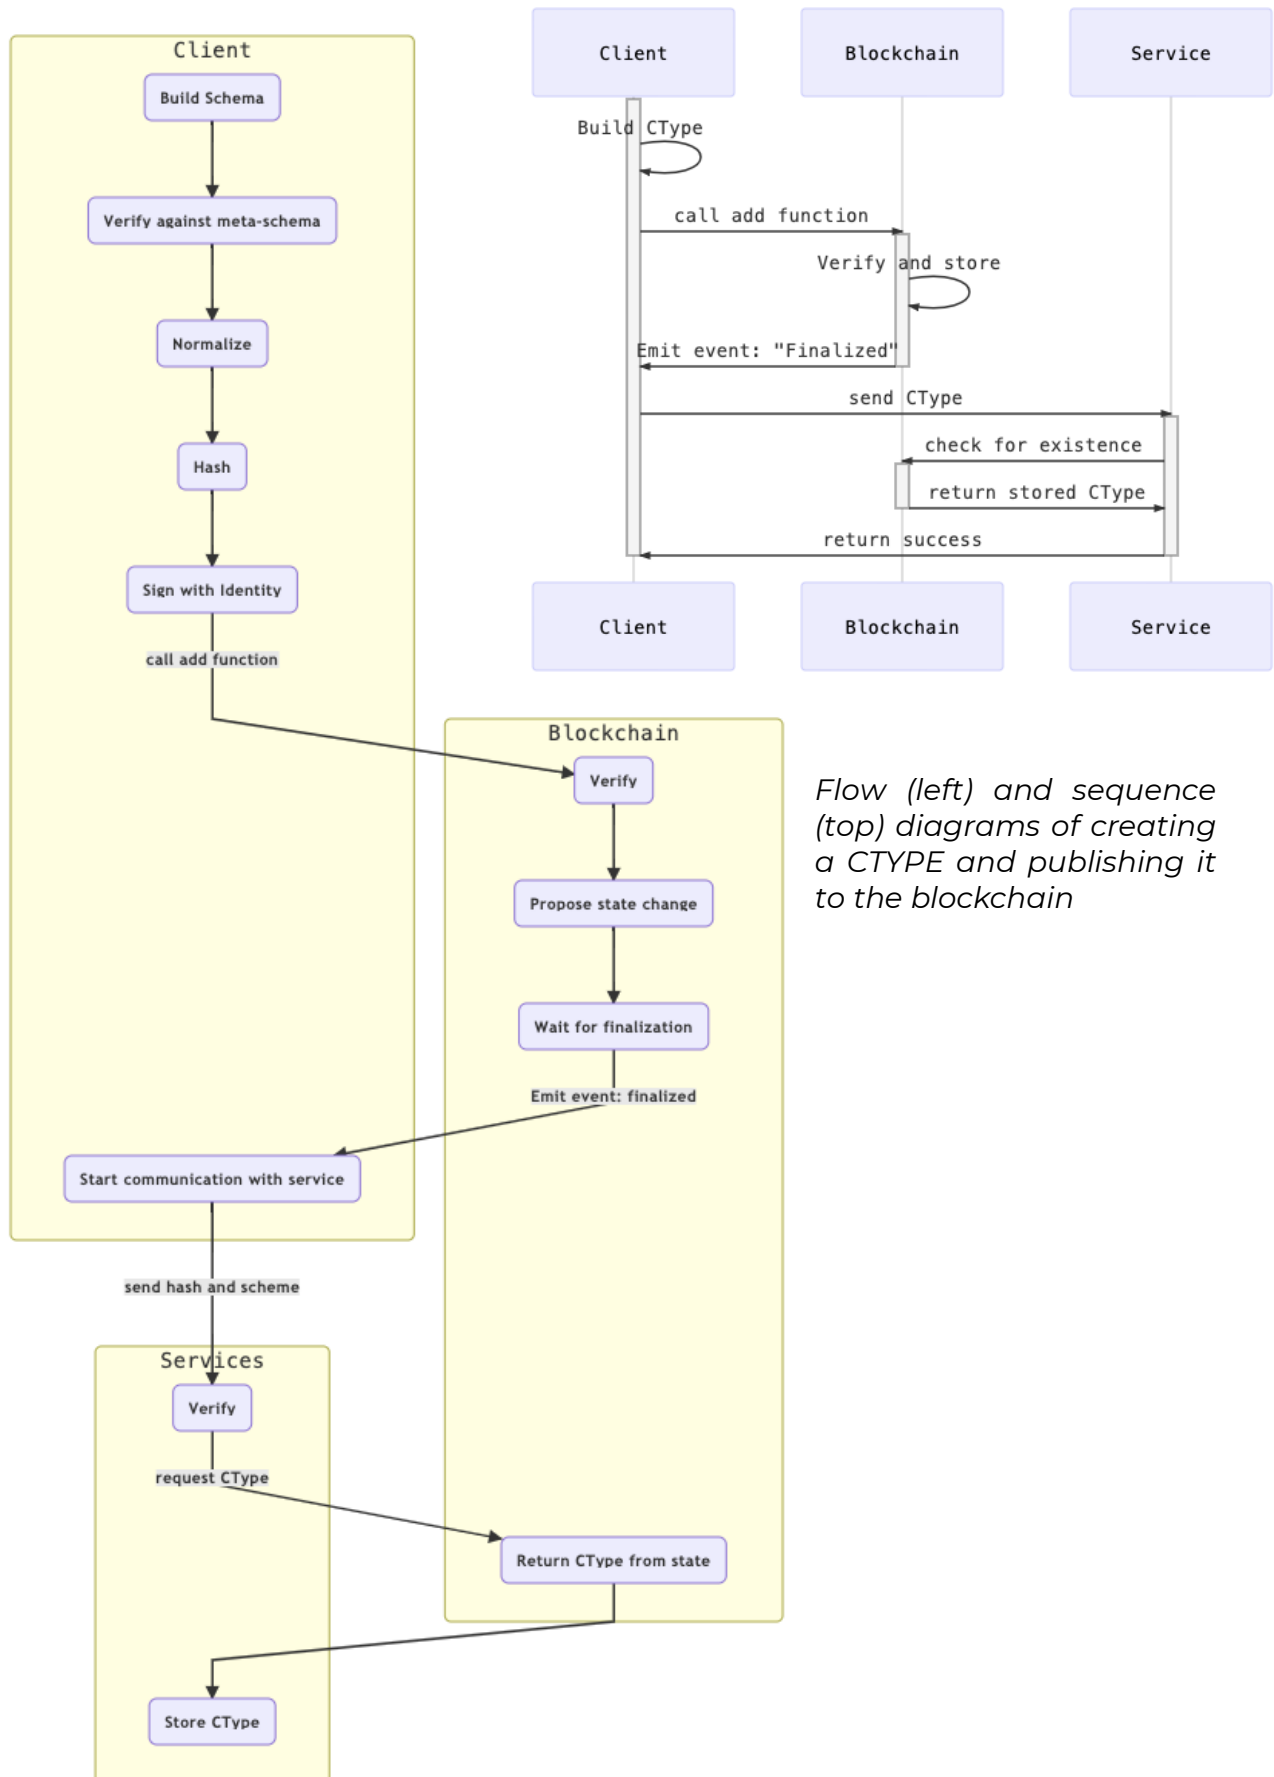 Client
Build Schema
Verify against meta-schema
Normalize
Hash
Sign with Identity
call add function
Start communication with service
send hash and scheme
Services
Verify
request CType
Store CType
Blockchain
Verify
Propose state change
Wait for finalization
Emit event: finalized
Return CType from state
Client
Blockchain
Service
Build CType
call add function
Verify and store
Emit event: "Finalized"
send CType
check for existence
return stored CType
return success
Client
Blockchain
Service
Flow (left) and sequence
(top) diagrams of creating
a CTYPE and publishing it
to the blockchain